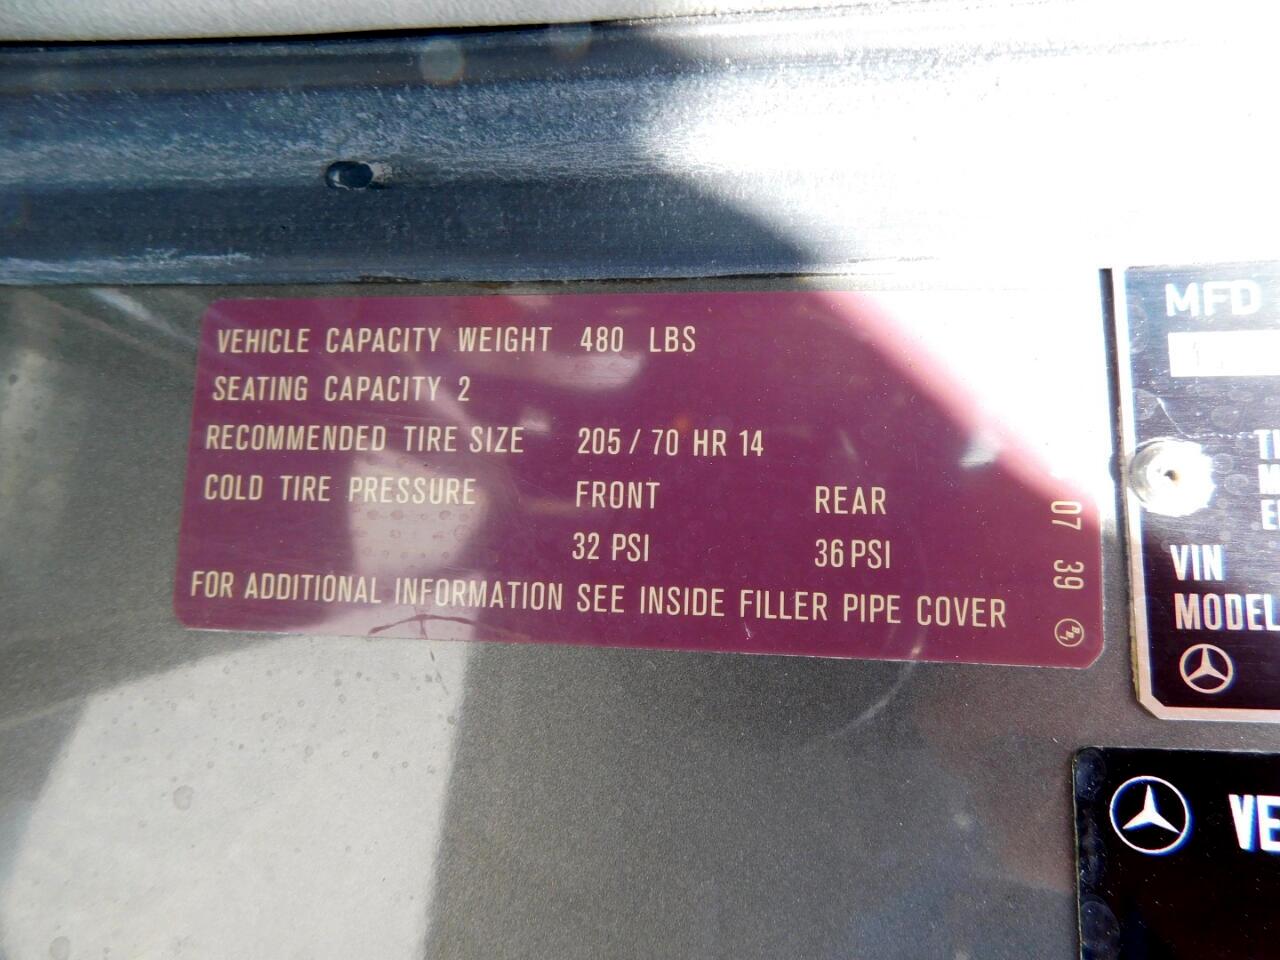 VEHICLE CAPACITY WEIGHT 480 LBS
SEATING CAPACITY 2
RECOMMENDED TIRE SIZE 205 / 70 HR 14
COLD TIRE PRESSURE FRONT REAR
32 PSI 36 PSI
FOR ADDITIONAL INFORMATION SEE INSIDE FILLER PIPE COVER
07 39
MFD
VIN
MODEL